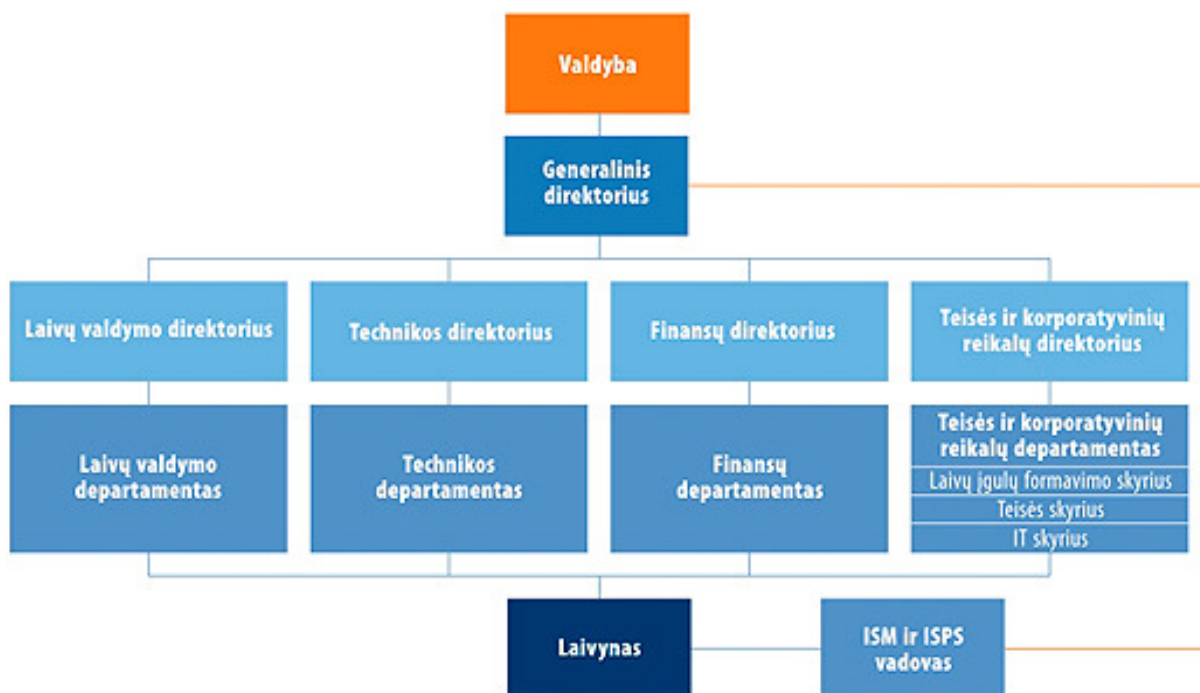 Valdyba
Generalinis
direktorius
Laivų valdymo direktorius
Technikos direktorius
Finansų direktorius
Teisės ir korporatyvinių
reikalų direktorius
Laivų valdymo
departamentas
Technikos
departamentas
Finansų
departamentas
Teisės ir korporatyvinių
reikalų departamentas
Laivų įgulų formavimo skyrius
Teisės skyrius
IT skyrius
Laivynas
ISM ir ISPS
vadovas